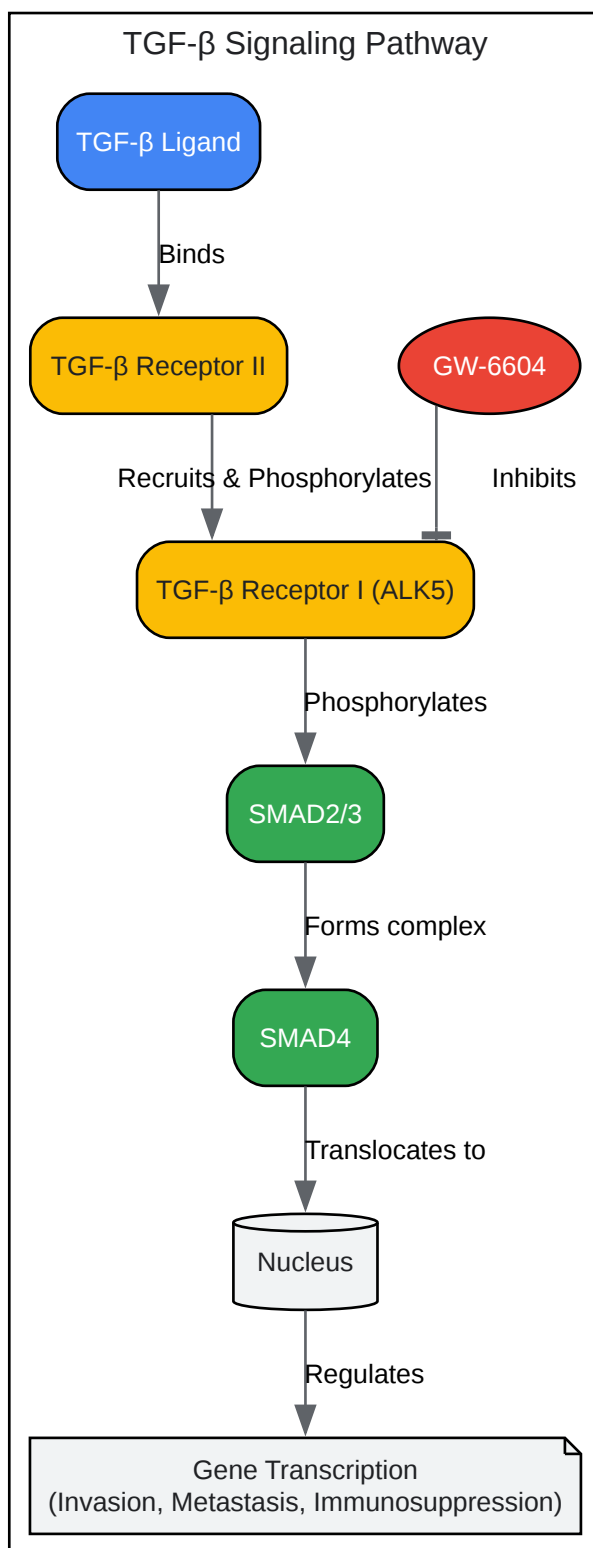 TGF-β Signaling Pathway
TGF-β Ligand
Binds
TGF-β Receptor II
GW-6604
Recruits & Phosphorylates
Inhibits
TGF-β Receptor I (ALK5)
Phosphorylates
SMAD2/3
Forms complex
SMAD4
Translocates to
Nucleus
Regulates
Gene Transcription
(Invasion, Metastasis, Immunosuppression)